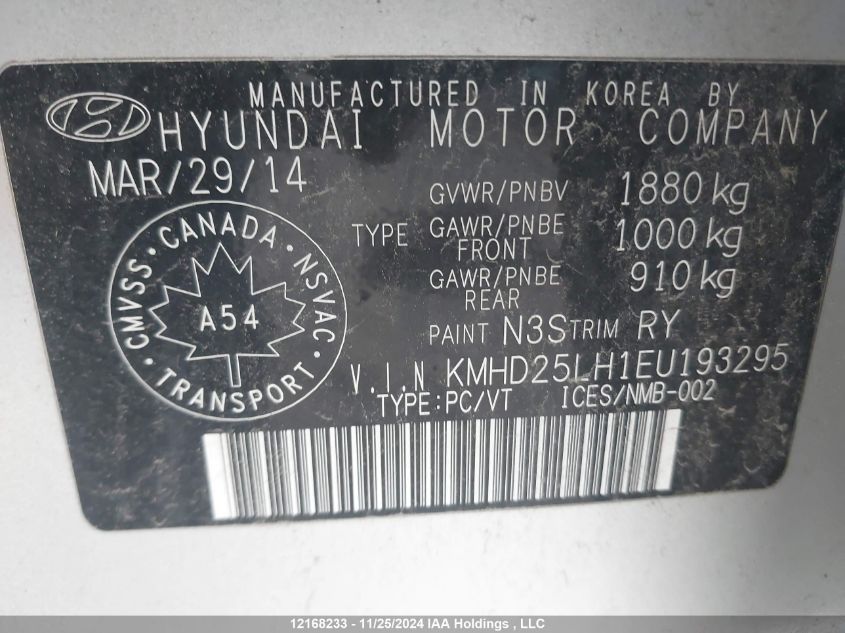 MANUFACTURED IN KOREA BY
HYUNDAI MOTOR COMPANY
MAR/29/14
GVWR/PNBV 1880 kg
TYPE GAWR/PNBE FRONT 1000 kg
GAWR/PNBE REAR 910 kg
PAINT N3S TRIM RY
V.I.N KMHD25LH1EU193295
TYPE:PC/VT ICES/NMB-002
CMVSS · CANADA · NSVAC · TRANSPORT ·
A54
12168233 - 11/25/2024 IAA Holdings , LLC